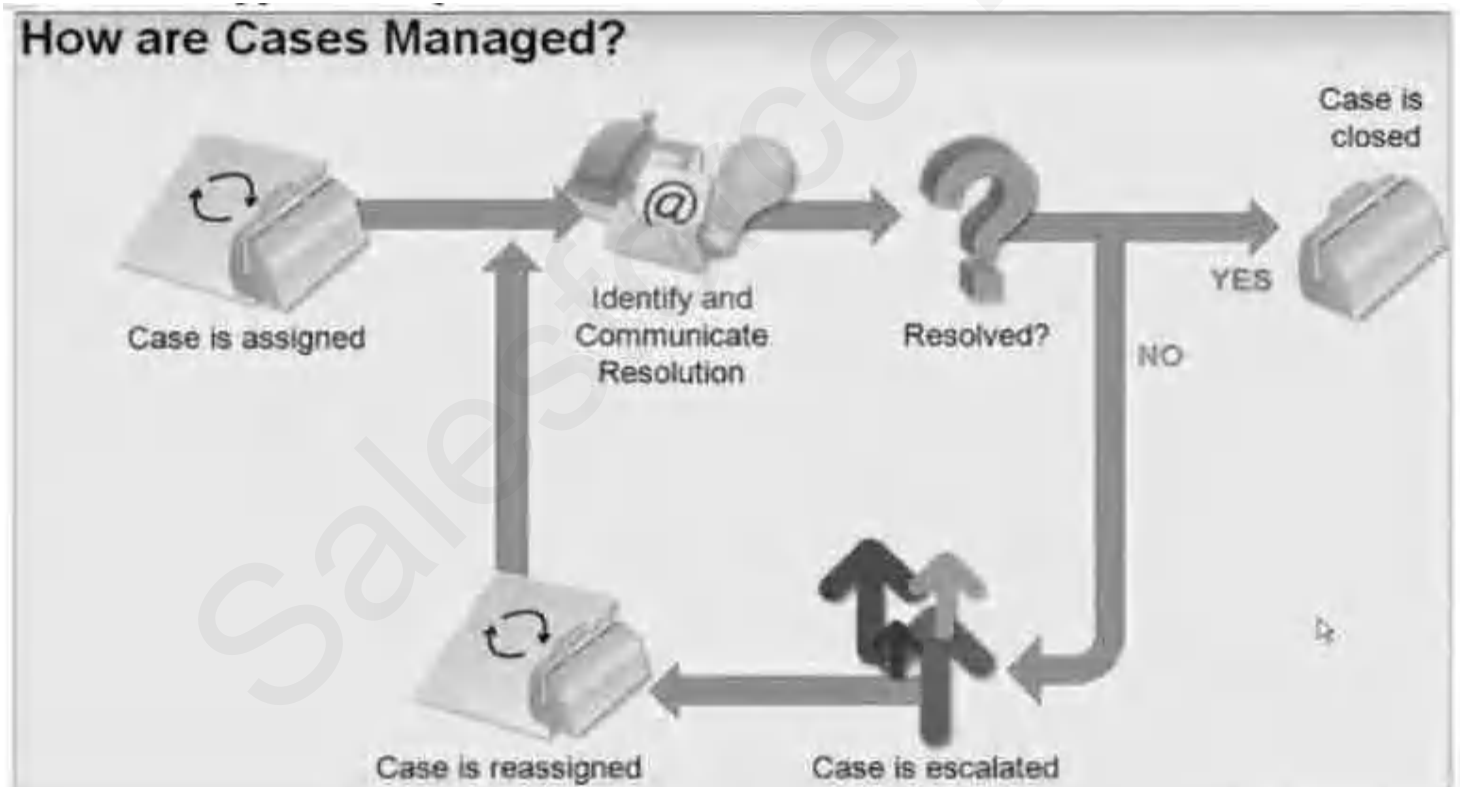 How are Cases Managed?
Case is
closed
@
YES
Case is assigned
Identify and
Communicate
Resolution
Resolved?
NO
Case is reassigned
Case is escalated
Salesforce